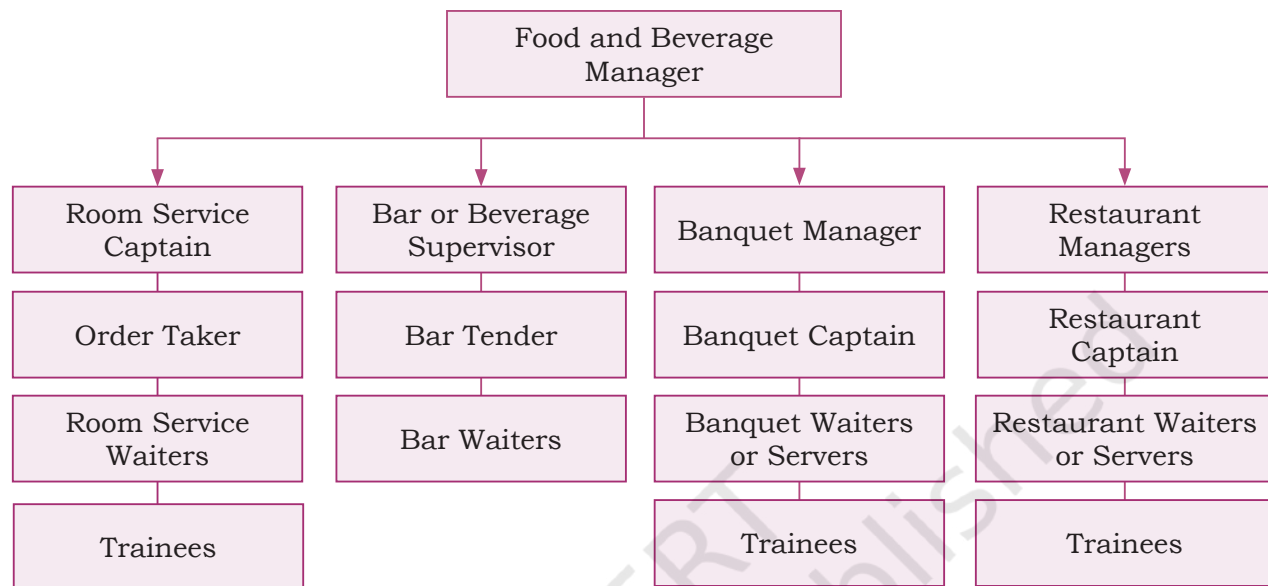 Food and Beverage
Manager
Room Service
Captain
Bar or Beverage
Supervisor
Banquet Manager
Restaurant
Managers
Order Taker
Bar Tender
Banquet Captain
Restaurant
Captain
Room Service
Waiters
Bar Waiters
Banquet Waiters
or Servers
Restaurant Waiters
or Servers
Trainees
Trainees
Trainees